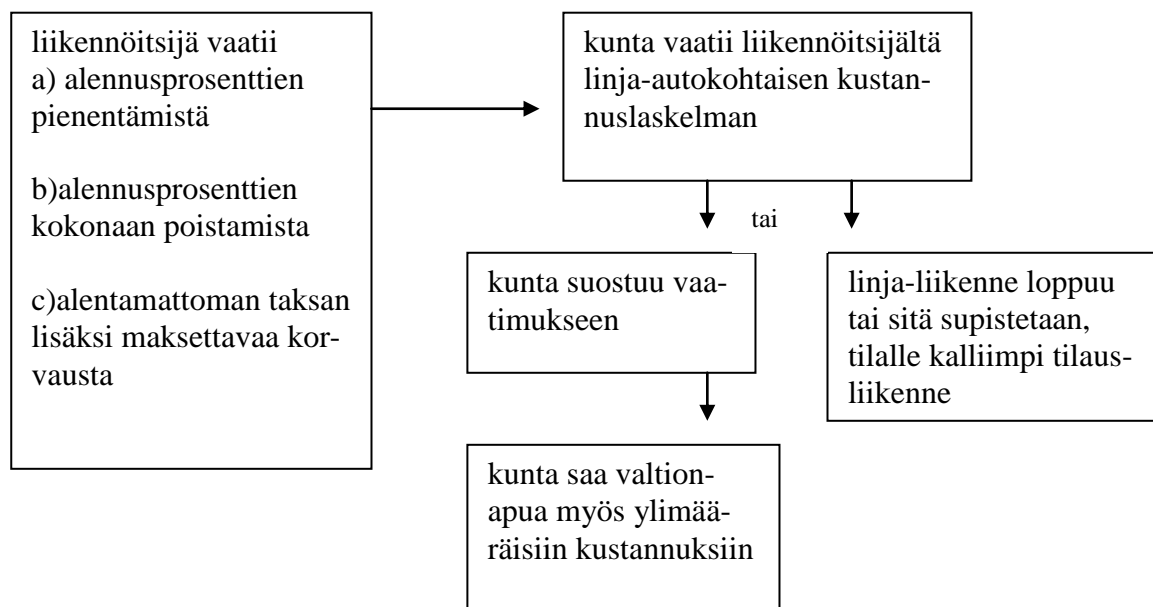 liikennöitsijä vaatii
a) alennusprosenttien
pienentämistä
b)alennusprosenttien
kokonaan poistamista
c)alentamattoman taksan
lisäksi maksettavaa kor-
vausta
kunta vaatii liikennöitsijältä
linja-autokohtaisen kustan-
nuslaskelman
tai
kunta suostuu vaa-
timukseen
linja-liikenne loppuu
tai sitä supistetaan,
tilalle kalliimpi tilaus-
liikenne
kunta saa valtion-
apua myös ylimää-
räisiin kustannuksiin